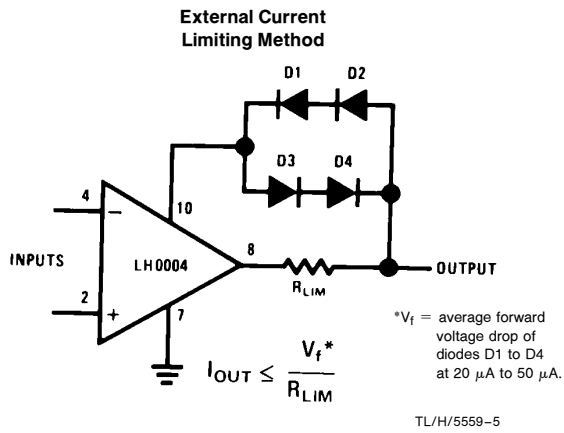 External Current
Limiting Method
D1 D2
D3 D4
4
10
−
INPUTS
LH0004
8
R_LIM
OUTPUT
2
+
7
*V_f = average forward
voltage drop of
diodes D1 to D4
at 20 μA to 50 μA.
I_OUT ≤ V_f* / R_LIM
TL/H/5559–5